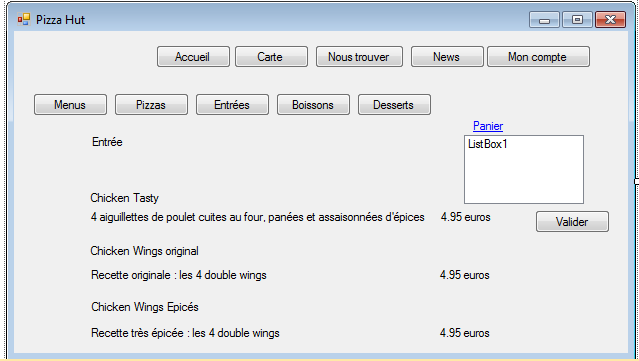 Pizza Hut
Accueil Carte Nous trouver News Mon compte
Menus Pizzas Entrées Boissons Desserts
Panier
Entrée
ListBox1
Chicken Tasty
4 aiguillettes de poulet cuites au four, panées et assaisonnées d'épices 4.95 euros
Valider
Chicken Wings original
Recette originale : les 4 double wings 4.95 euros
Chicken Wings Epicés
Recette très épicée : les 4 double wings 4.95 euros